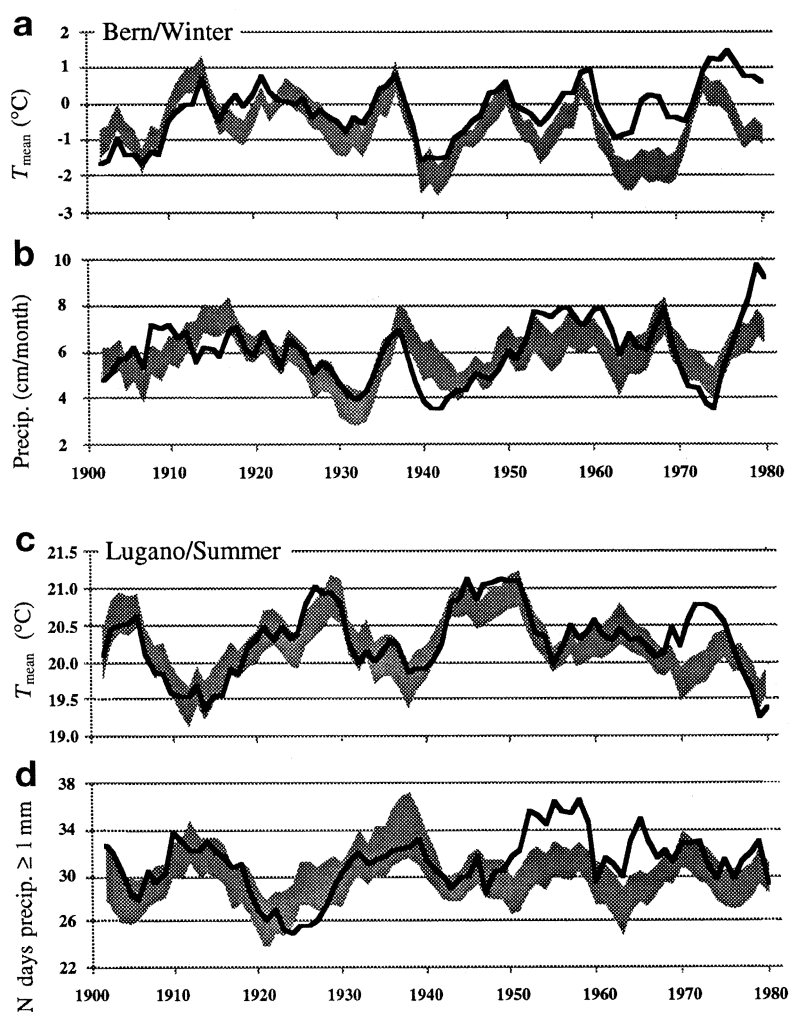 a
Bern/Winter
2
1
0
-1
-2
-3
T mean (°C)
b
10
8
6
4
2
Precip. (cm/month)
1900 1910 1920 1930 1940 1950 1960 1970 1980
c
Lugano/Summer
21.5
21.0
20.5
20.0
19.5
19.0
T mean (°C)
d
38
34
30
26
22
N days precip. ≥ 1 mm
1900 1910 1920 1930 1940 1950 1960 1970 1980